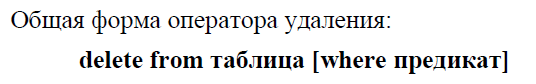 Общая форма оператора удаления:
delete from таблица [where предикат]